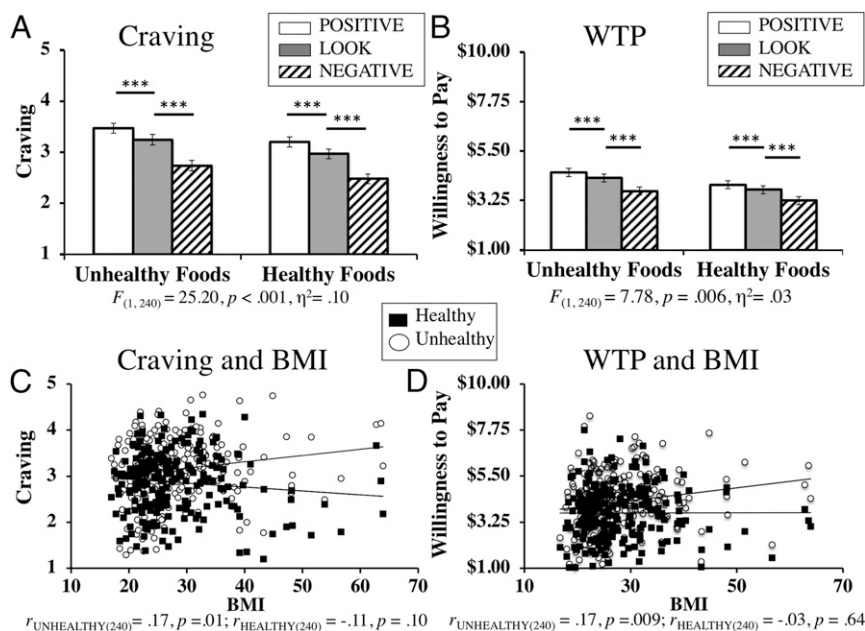 A
Craving
POSITIVE
LOOK
NEGATIVE
5
4
3
2
1
Craving
*** *** *** ***
Unhealthy Foods Healthy Foods
F(1, 240) = 25.20, p < .001, η²= .10
B
WTP
POSITIVE
LOOK
NEGATIVE
$10.00
$7.75
$5.50
$3.25
$1.00
Willingness to Pay
*** *** *** ***
Unhealthy Foods Healthy Foods
F(1, 240) = 7.78, p = .006, η²= .03
Healthy
Unhealthy
C
Craving and BMI
5
4
3
2
1
Craving
10 20 30 40 50 60 70
BMI
rUNHEALTHY(240)= .17, p=.01; rHEALTHY(240)= -.11, p = .10
D
WTP and BMI
$10.00
$7.75
$5.50
$3.25
$1.00
Willingness to Pay
10 30 50 70
BMI
rUNHEALTHY(240)= .17, p=.009; rHEALTHY(240)= -.03, p = .64